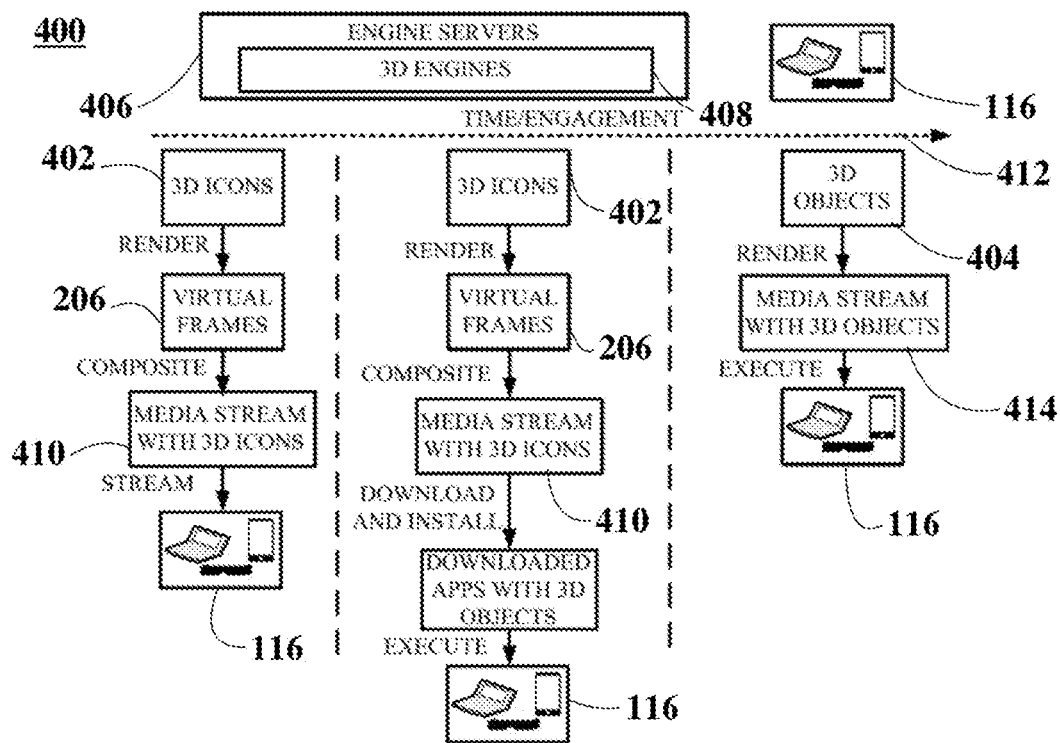 400
ENGINE SERVERS
3D ENGINES
406
408
116
TIME/ENGAGEMENT
412
402
3D ICONS
RENDER
206
VIRTUAL
FRAMES
COMPOSITE
410
MEDIA STREAM
WITH 3D ICONS
STREAM
116
3D ICONS
402
RENDER
VIRTUAL
FRAMES
206
COMPOSITE
MEDIA STREAM
WITH 3D ICONS
410
DOWNLOAD
AND INSTALL
DOWNLOADED
APPS WITH 3D
OBJECTS
EXECUTE
116
3D
OBJECTS
404
RENDER
MEDIA STREAM
WITH 3D OBJECTS
414
EXECUTE
116